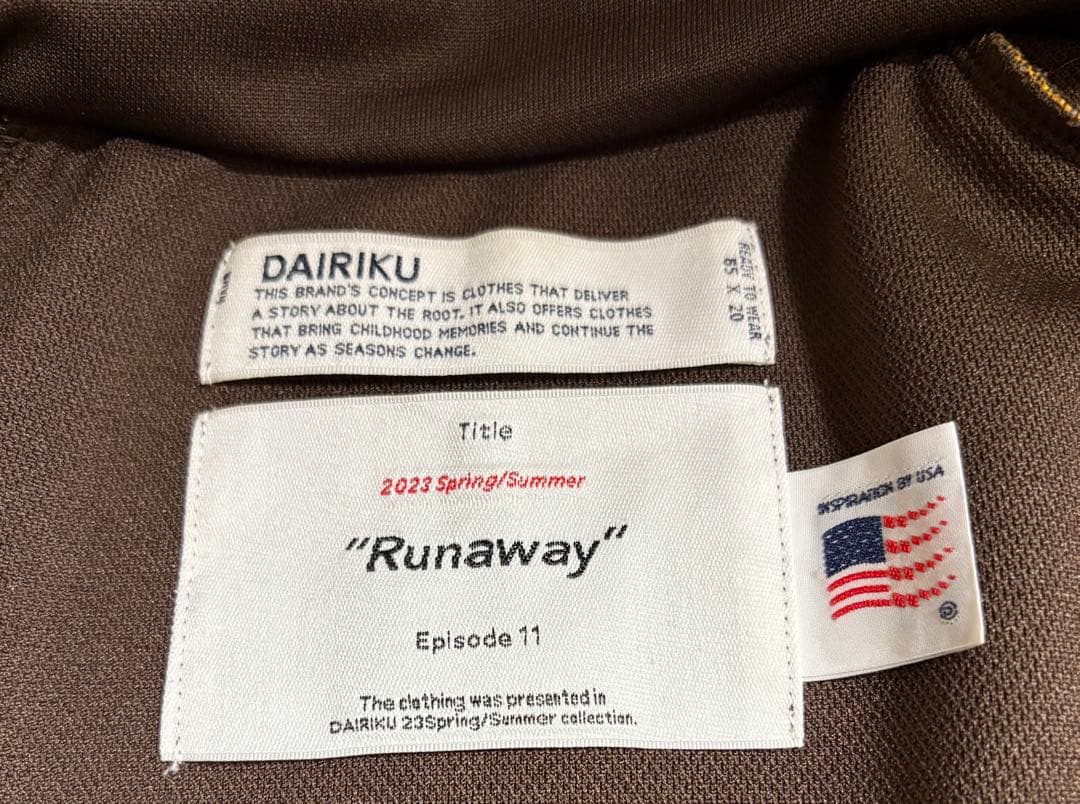 DAIRIKU
THIS BRAND'S CONCEPT IS CLOTHES THAT DELIVER
A STORY ABOUT THE ROOT. IT ALSO OFFERS CLOTHES
THAT BRING CHILDHOOD MEMORIES AND CONTINUE THE
STORY AS SEASONS CHANGE.
READY TO WEAR
85 X 20
Title
2023 Spring/Summer
"Runaway"
Episode 11
The clothing was presented in
DAIRIKU 23Spring/Summer collection.
INSPIRATION BY USA